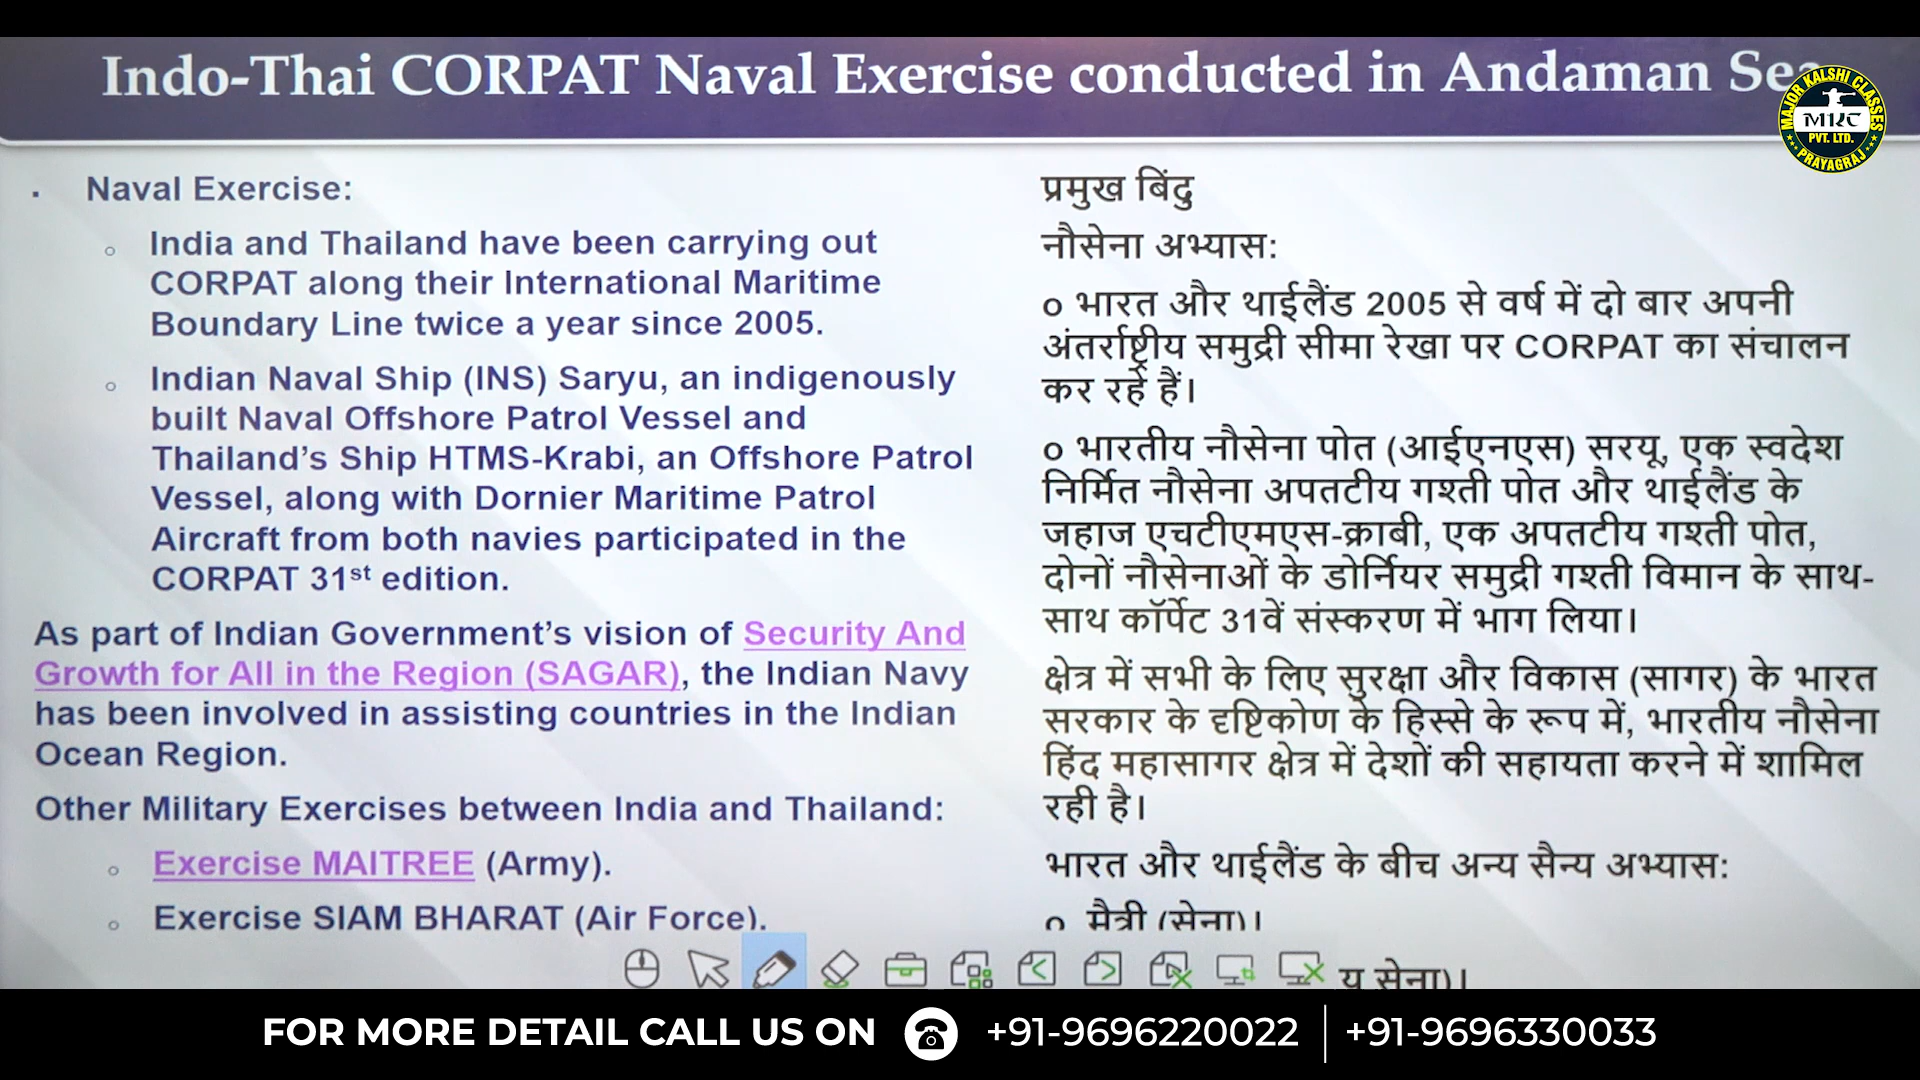 Indo-Thai CORPAT Naval Exercise conducted in Andaman Sea
MAJOR KALSHI CLASSES
MKC
PVT. LTD.
PRAYAGRAJ
▪ Naval Exercise:
o India and Thailand have been carrying out
CORPAT along their International Maritime
Boundary Line twice a year since 2005.
o Indian Naval Ship (INS) Saryu, an indigenously
built Naval Offshore Patrol Vessel and
Thailand’s Ship HTMS-Krabi, an Offshore Patrol
Vessel, along with Dornier Maritime Patrol
Aircraft from both navies participated in the
CORPAT 31st edition.
As part of Indian Government’s vision of Security And
Growth for All in the Region (SAGAR), the Indian Navy
has been involved in assisting countries in the Indian
Ocean Region.
Other Military Exercises between India and Thailand:
o Exercise MAITREE (Army).
o Exercise SIAM BHARAT (Air Force).
प्रमुख बिंदु
नौसेना अभ्यास:
o भारत और थाईलैंड 2005 से वर्ष में दो बार अपनी
अंतर्राष्ट्रीय समुद्री सीमा रेखा पर CORPAT का संचालन
कर रहे हैं।
o भारतीय नौसेना पोत (आईएनएस) सरयू, एक स्वदेश
निर्मित नौसेना अपतटीय गश्ती पोत और थाईलैंड के
जहाज एचटीएमएस-क्राबी, एक अपतटीय गश्ती पोत,
दोनों नौसेनाओं के डोर्नियर समुद्री गश्ती विमान के साथ-
साथ कॉर्पेट 31वें संस्करण में भाग लिया।
क्षेत्र में सभी के लिए सुरक्षा और विकास (सागर) के भारत
सरकार के दृष्टिकोण के हिस्से के रूप में, भारतीय नौसेना
हिंद महासागर क्षेत्र में देशों की सहायता करने में शामिल
रही है।
भारत और थाईलैंड के बीच अन्य सैन्य अभ्यास:
o मैत्री (सेना)।
य सेना)।
FOR MORE DETAIL CALL US ON +91-9696220022 +91-9696330033